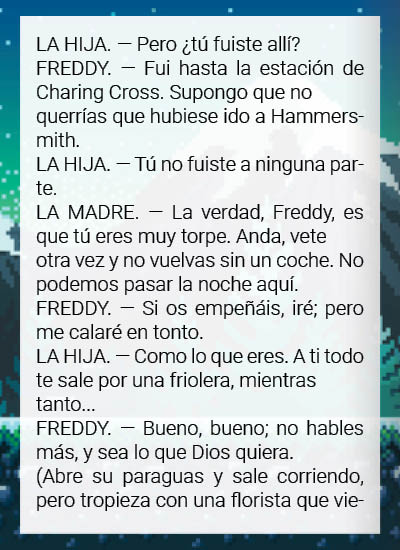 LA HIJA. — Pero ¿tú fuiste allí?
FREDDY. — Fui hasta la estación de
Charing Cross. Supongo que no
querrías que hubiese ido a Hammers-
mith.
LA HIJA. — Tú no fuiste a ninguna par-
te.
LA MADRE. — La verdad, Freddy, es
que tú eres muy torpe. Anda, vete
otra vez y no vuelvas sin un coche. No
podemos pasar la noche aquí.
FREDDY. — Si os empeñáis, iré; pero
me calaré en tonto.
LA HIJA. — Como lo que eres. A ti todo
te sale por una friolera, mientras
tanto...
FREDDY. — Bueno, bueno; no hables
más, y sea lo que Dios quiera.
(Abre su paraguas y sale corriendo,
pero tropieza con una florista que vie-